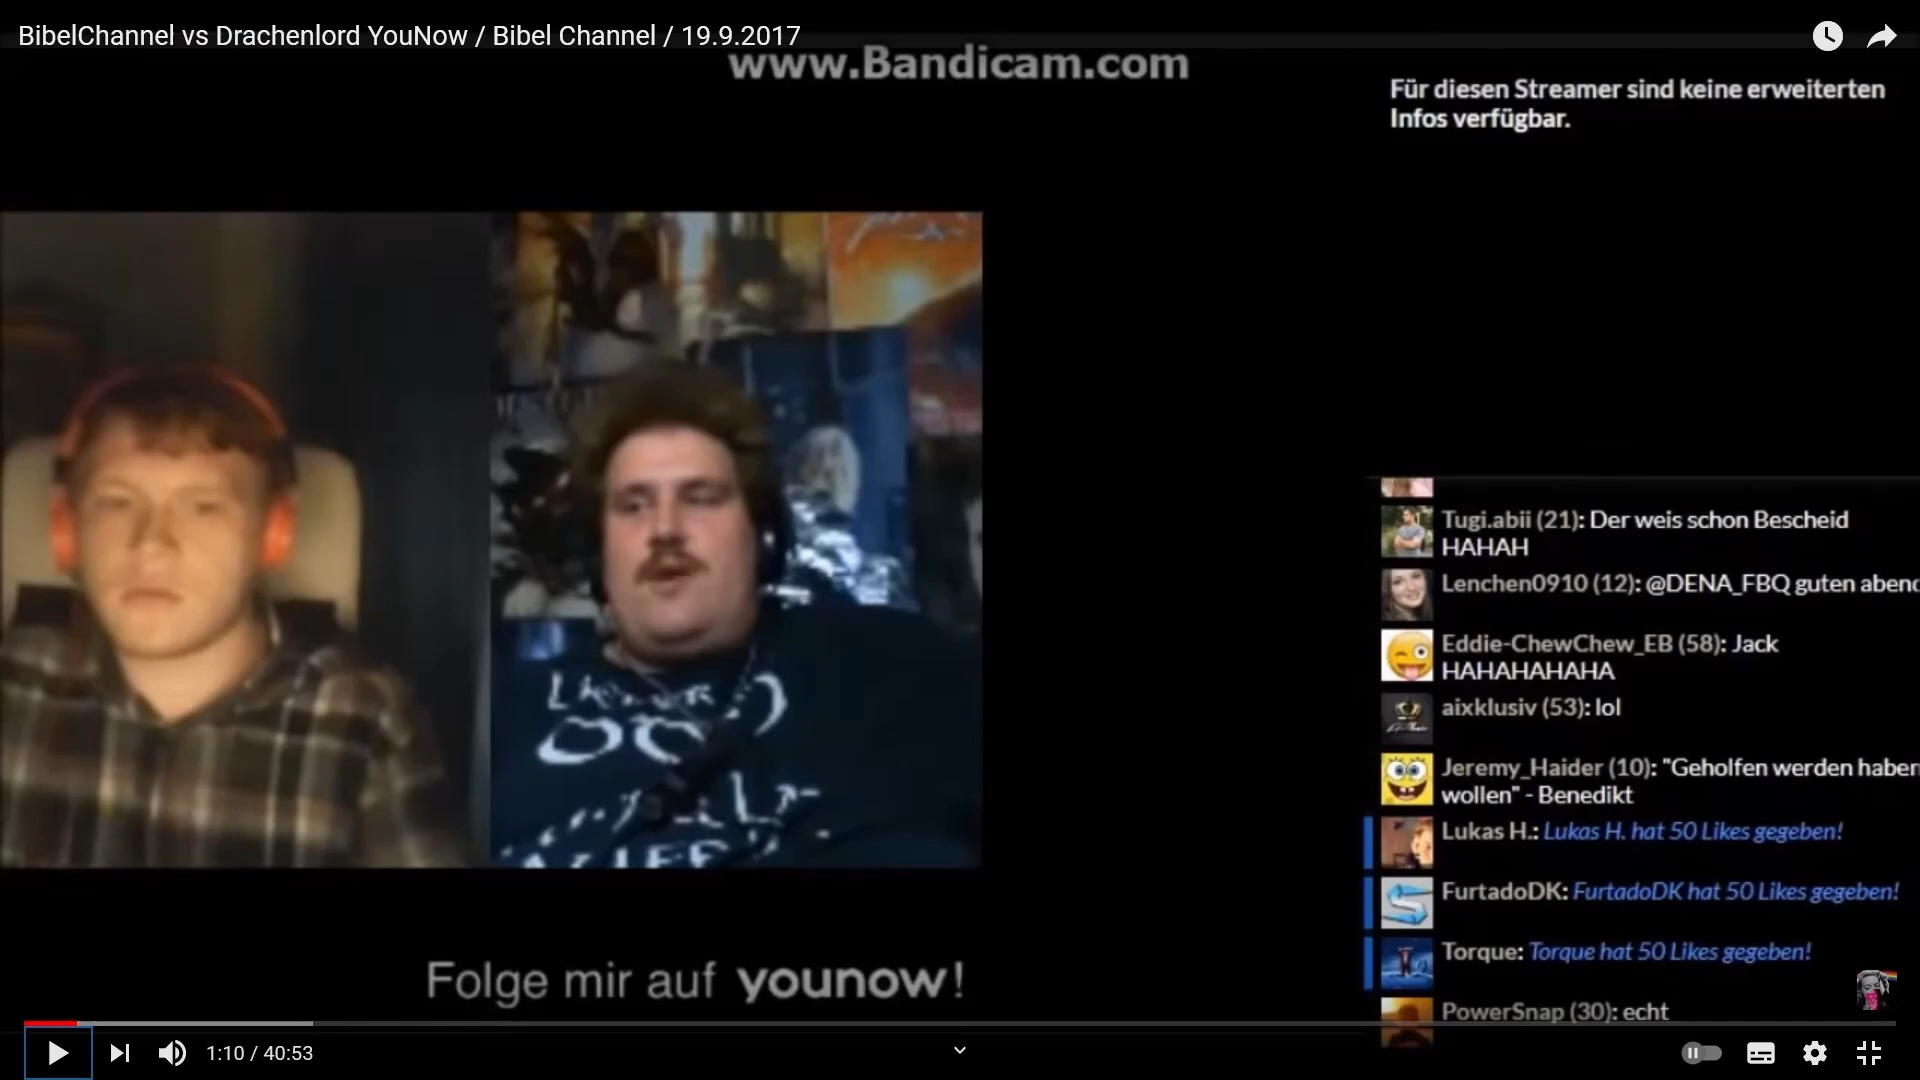 BibelChannel vs Drachenlord YouNow / Bibel Channel / 19.9.2017
www.Bandicam.com
Für diesen Streamer sind keine erweiterten
Infos verfügbar.
Tugi.abii (21): Der weis schon Bescheid
HAHAH
Lenchen0910 (12): @DENA_FBQ guten abend
Eddie-ChewChew_EB (58): Jack
HAHAHAHAHA
aixklusiv (53): lol
Jeremy_Haider (10): "Geholfen werden haben
wollen" - Benedikt
Lukas H.: Lukas H. hat 50 Likes gegeben!
FurtadoDK: FurtadoDK hat 50 Likes gegeben!
Torque: Torque hat 50 Likes gegeben!
PowerSnap (30): echt
Folge mir auf younow!
1:10 / 40:53